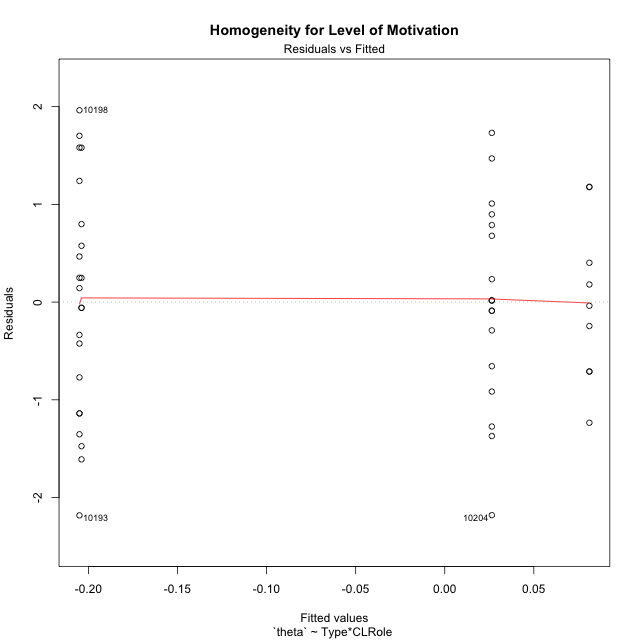 Homogeneity for Level of Motivation
Residuals vs Fitted
Residuals
2
1
0
-1
-2
10198
10193
10204
-0.20
-0.15
-0.10
-0.05
0.00
0.05
Fitted values
`theta` ~ Type*CLRole